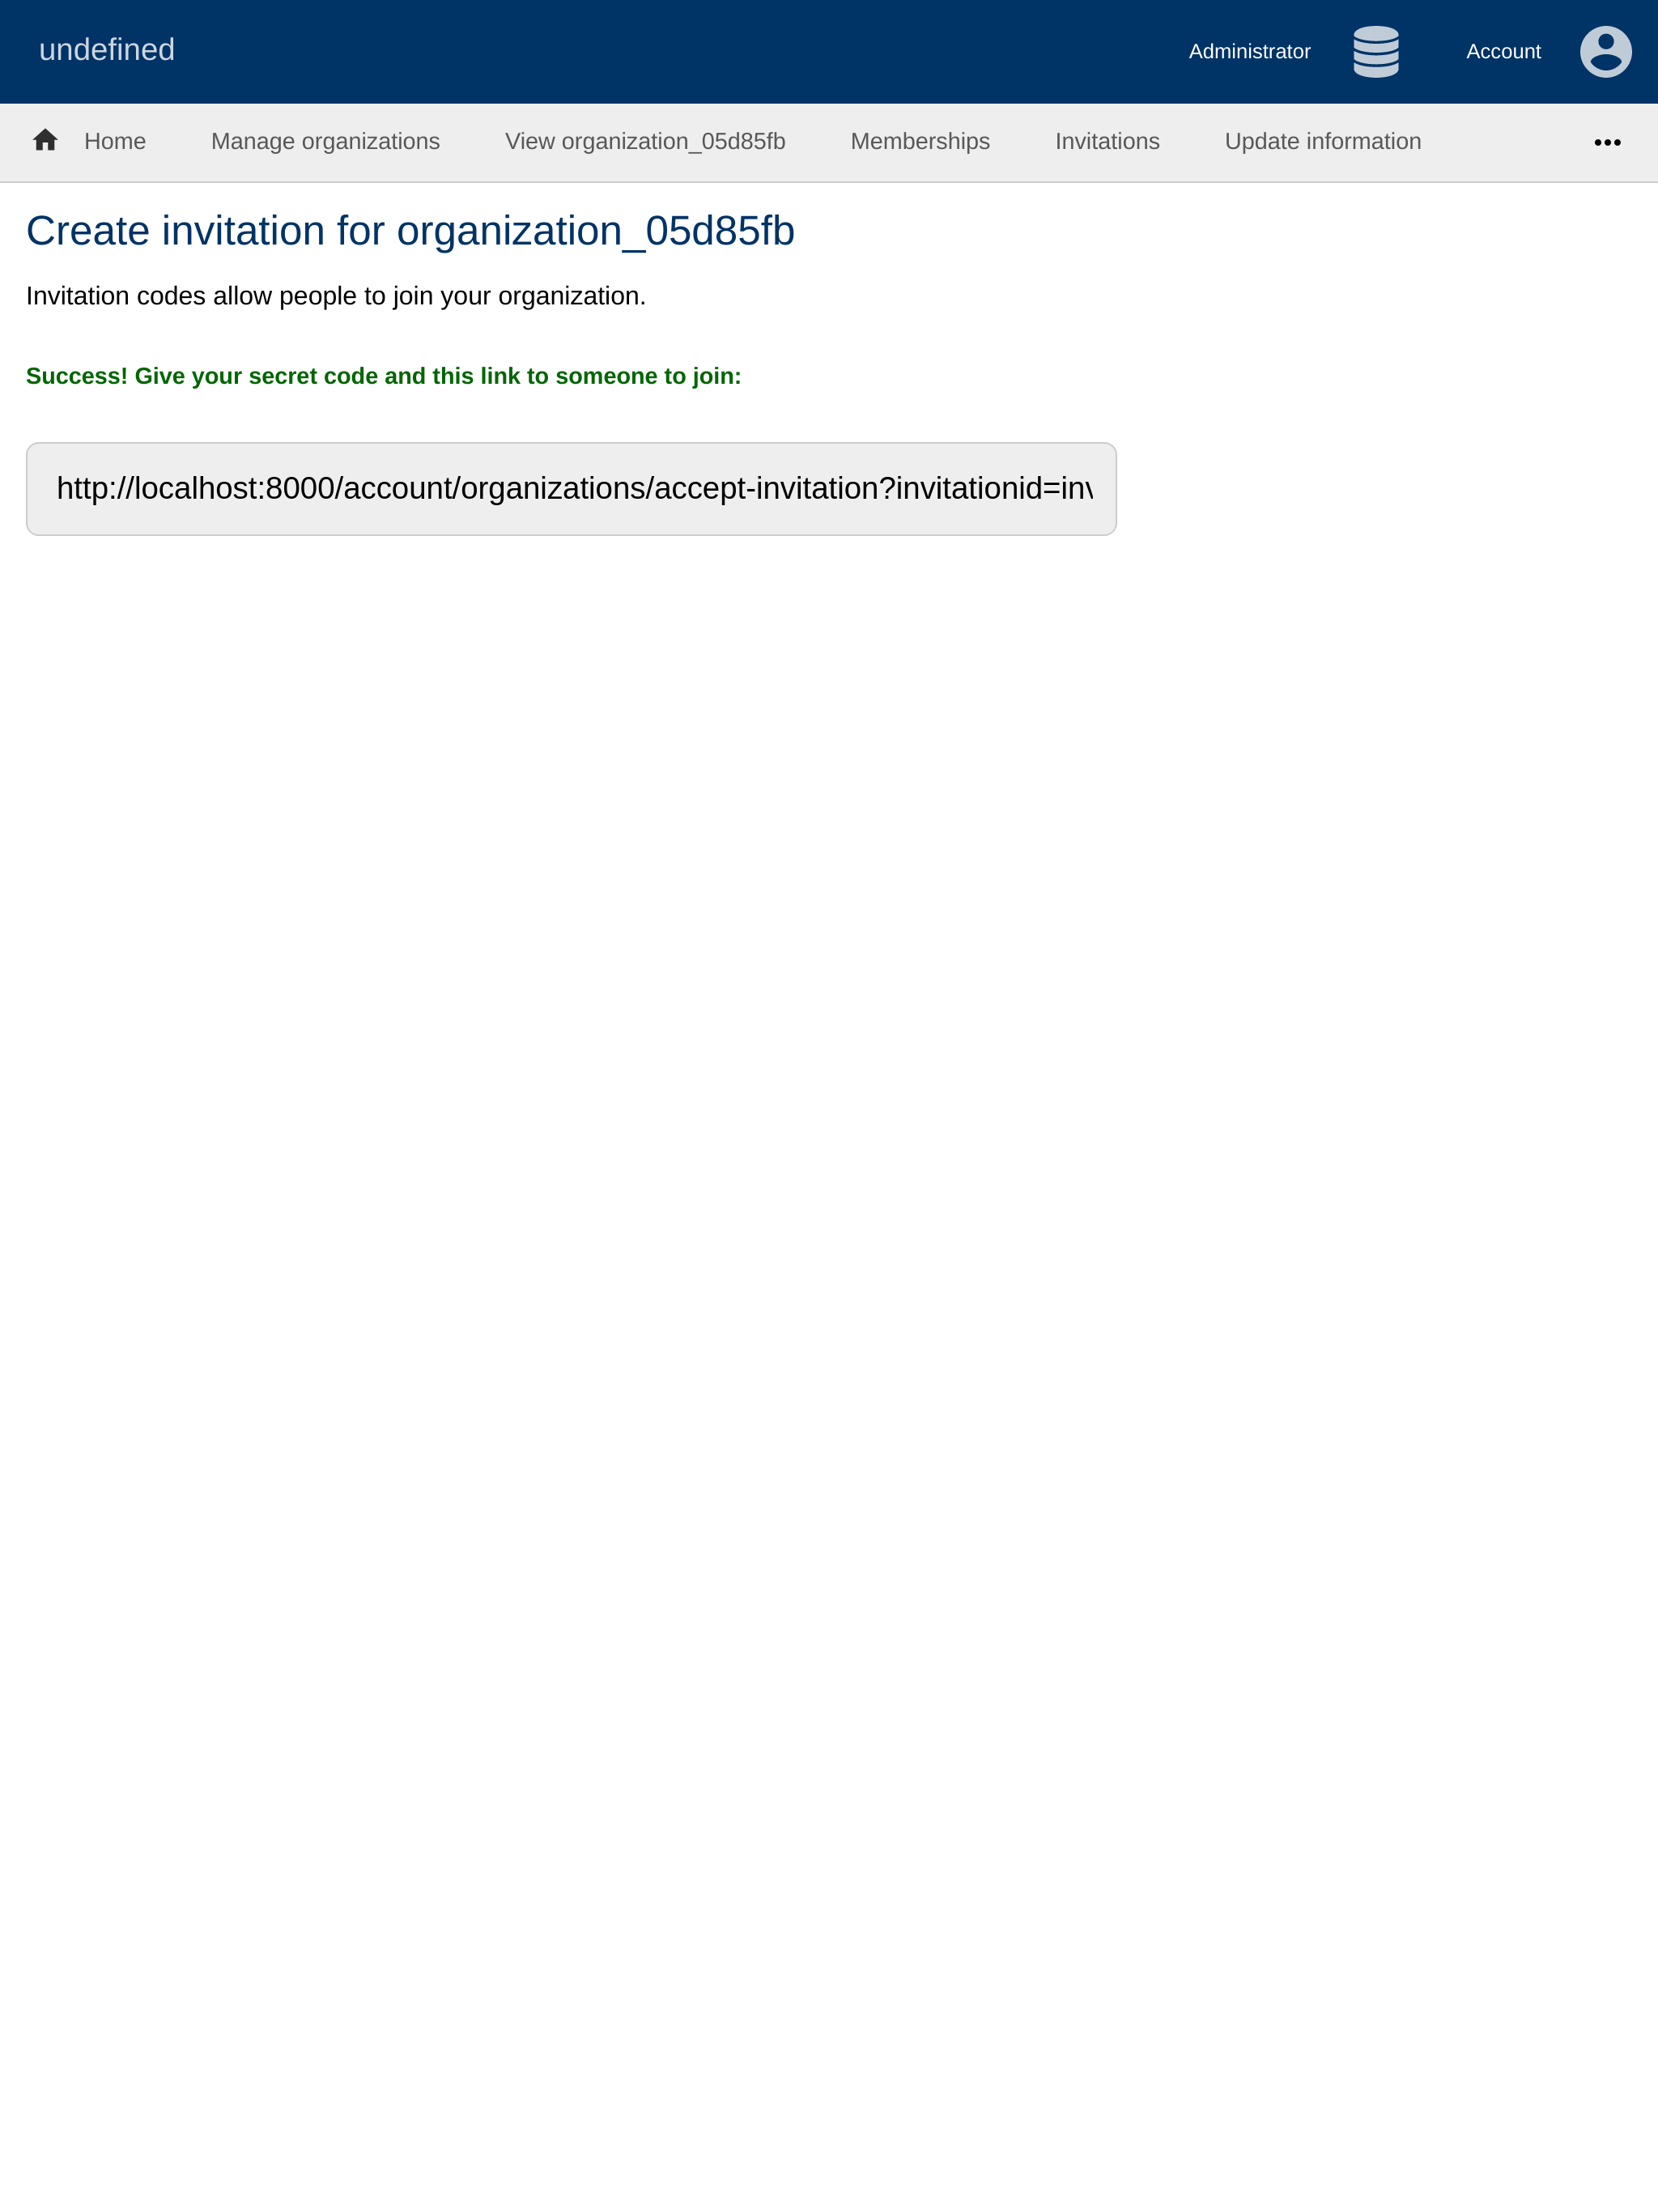 undefined
Administrator
Account
Home
Manage organizations
View organization_05d85fb
Memberships
Invitations
Update information
Create invitation for organization_05d85fb
Invitation codes allow people to join your organization.
Success! Give your secret code and this link to someone to join:
http://localhost:8000/account/organizations/accept-invitation?invitationid=inv